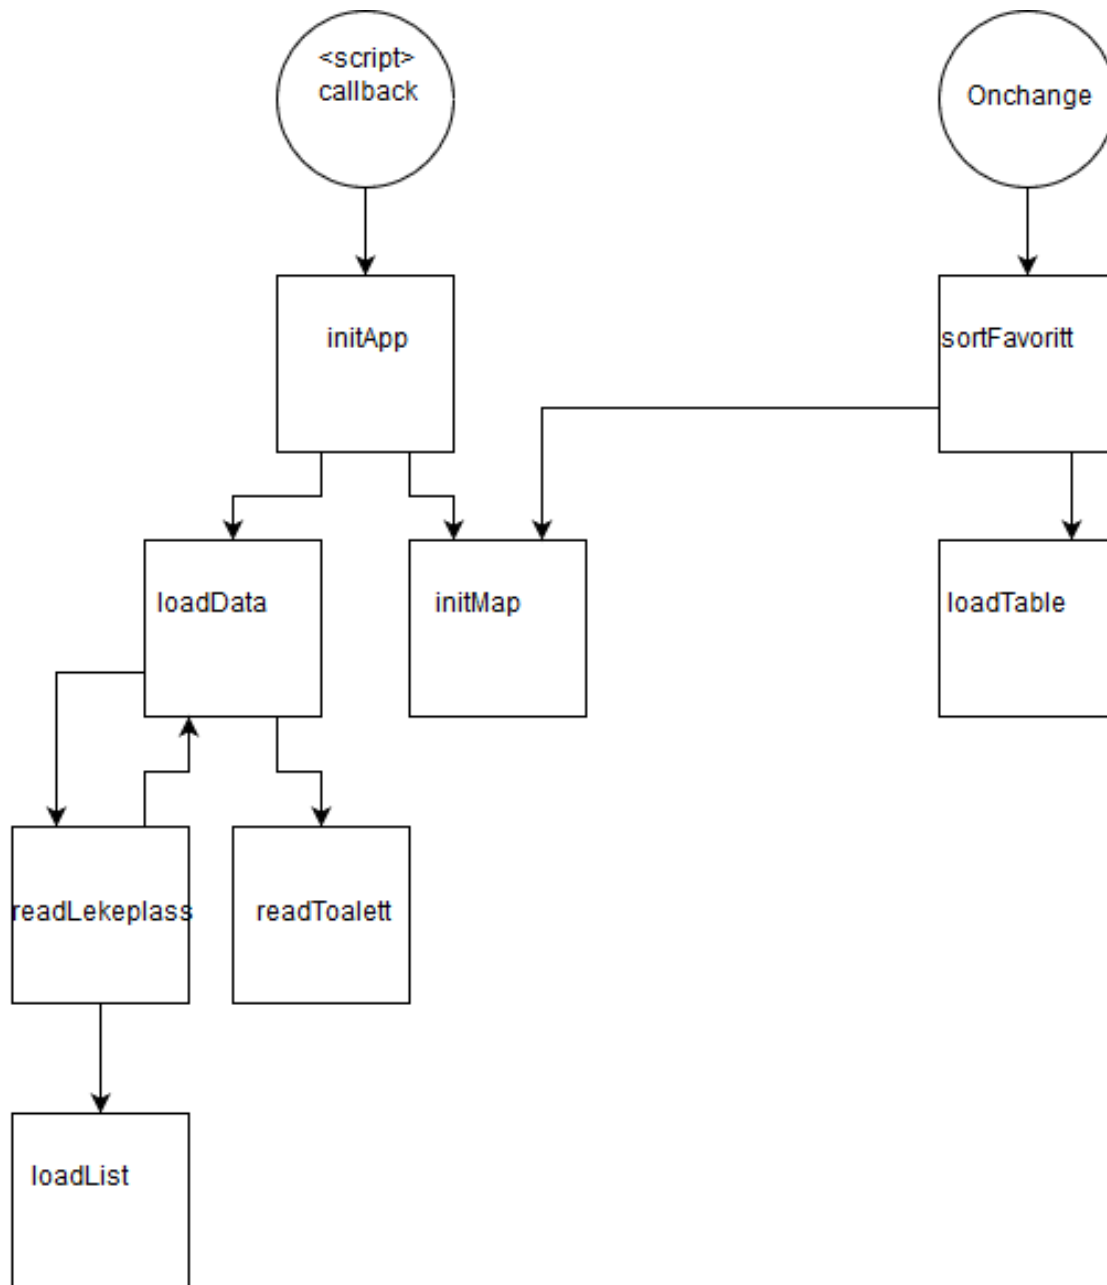 <script>
callback
Onchange
initApp
sortFavoritt
loadData
initMap
loadTable
readLekeplass
readToalett
loadList